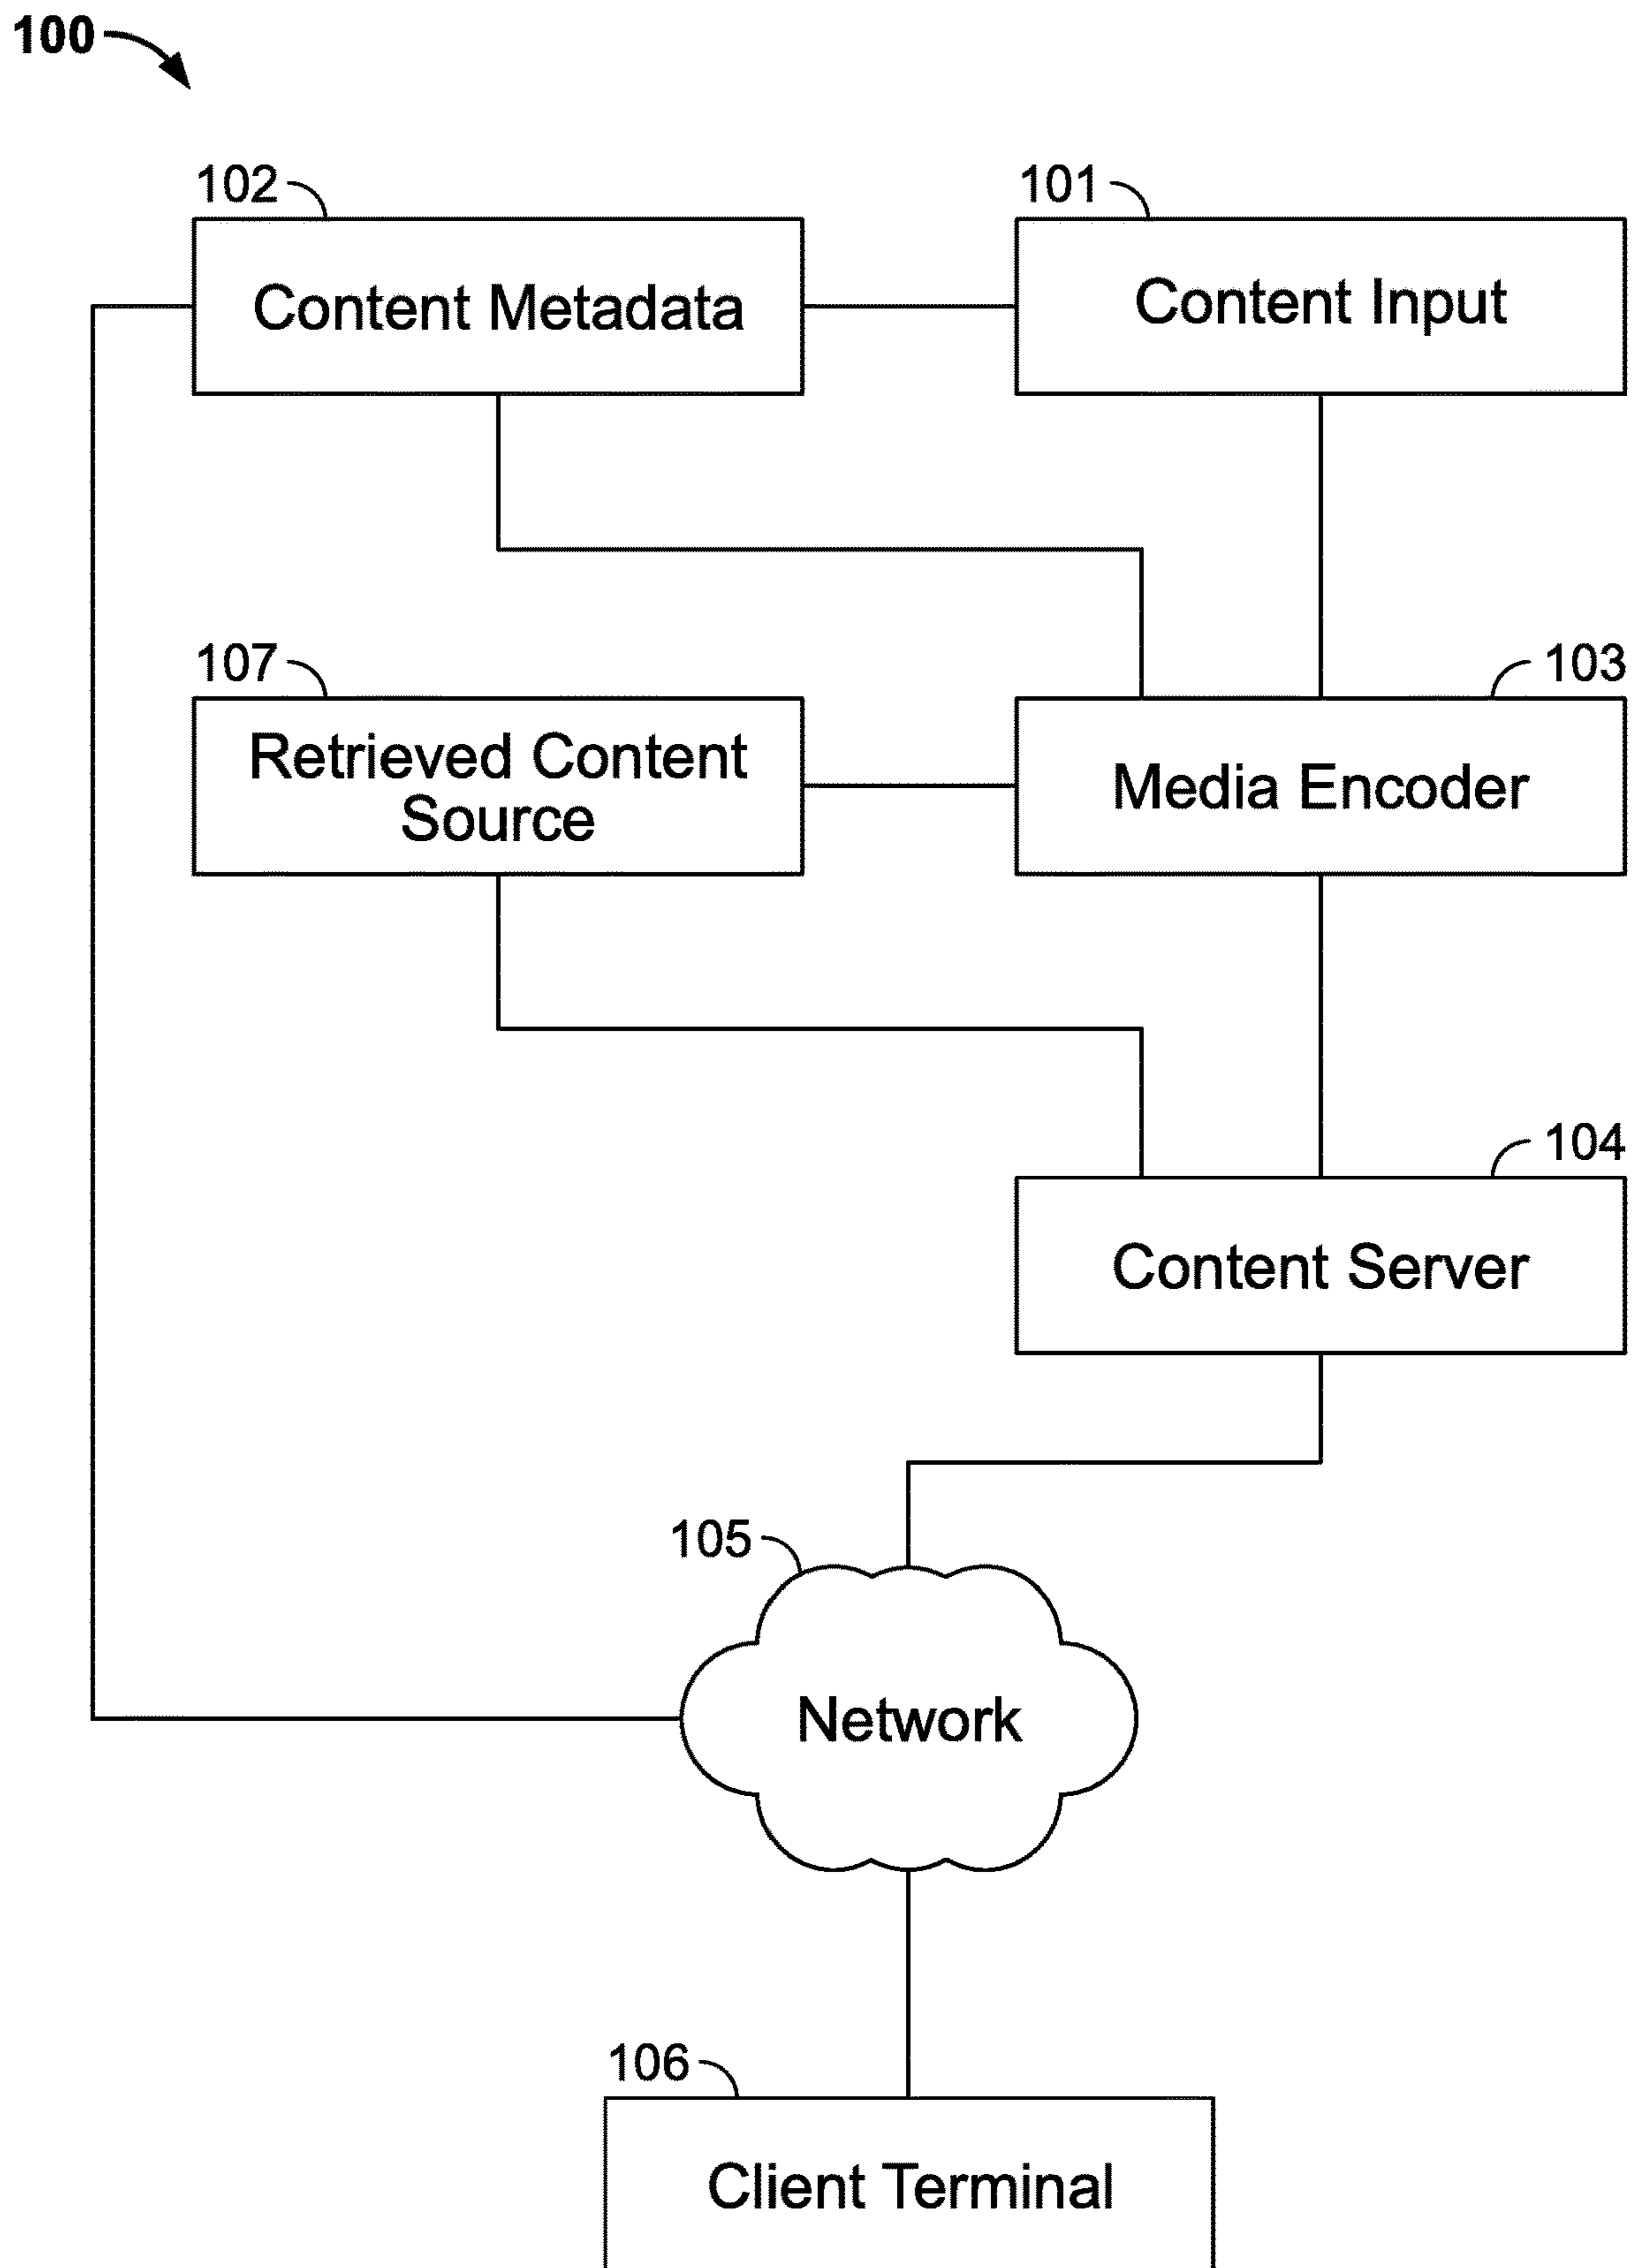 100
102
101
Content Metadata
Content Input
107
103
Retrieved Content
Source
Media Encoder
104
Content Server
105
Network
106
Client Terminal